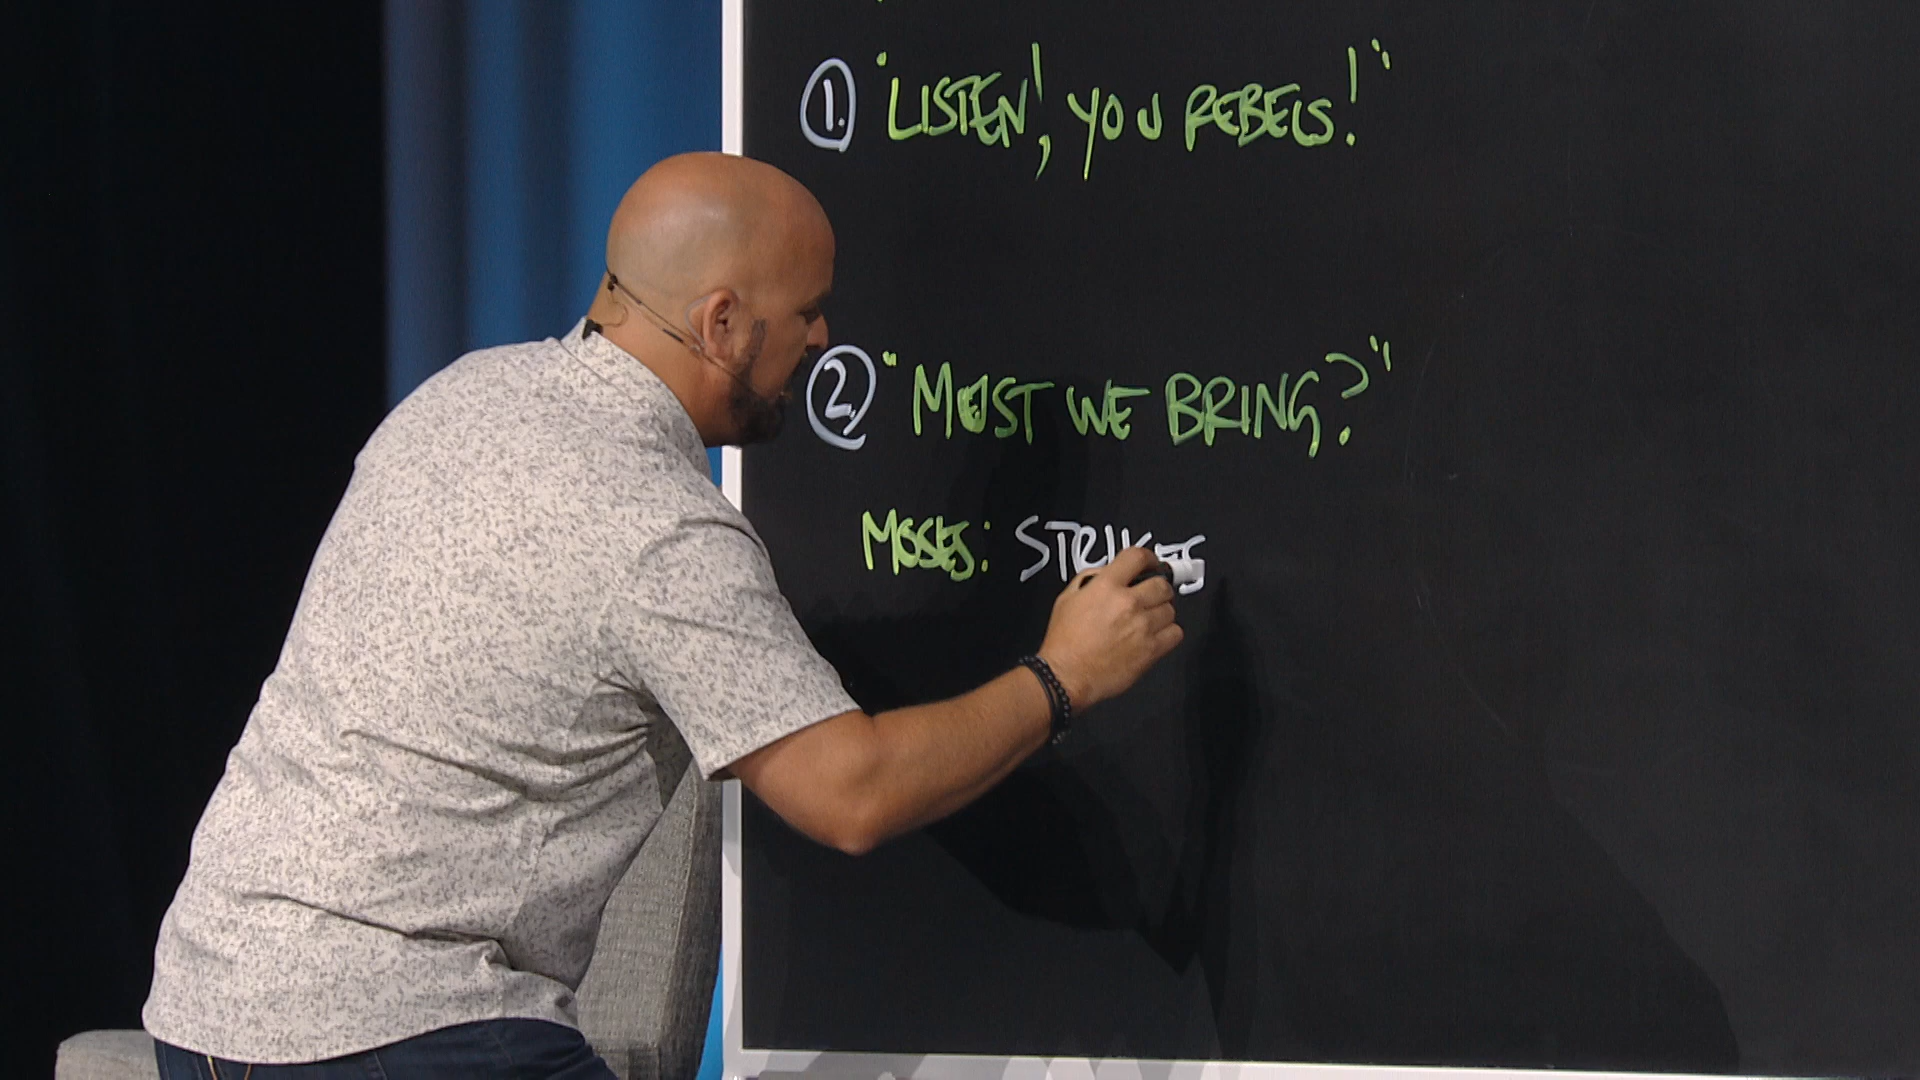 1. "LISTEN!, YOU REBELS!"
2. "MUST WE BRING?"
MOSES: STRIKES